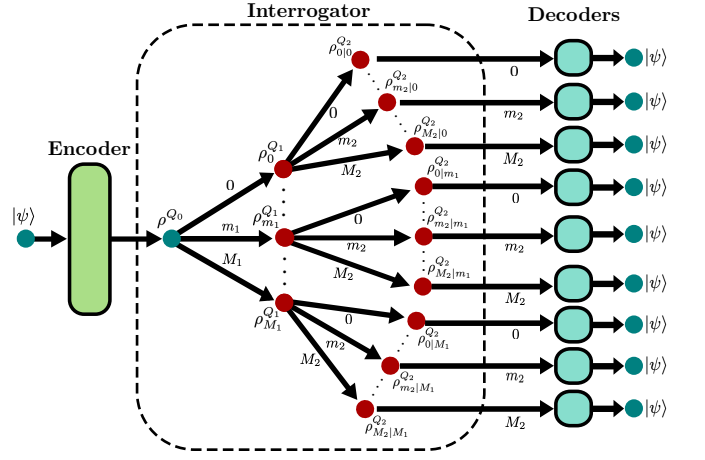 Interrogator
Decoders
Encoder
|ψ⟩
ρ^{Q_0}
0
m_1
M_1
ρ_0^{Q_1}
ρ_{m_1}^{Q_1}
ρ_{M_1}^{Q_1}
0
m_2
M_2
0
m_2
M_2
0
m_2
M_2
ρ_{0|0}^{Q_2}
ρ_{m_2|0}^{Q_2}
ρ_{M_2|0}^{Q_2}
ρ_{0|m_1}^{Q_2}
ρ_{m_2|m_1}^{Q_2}
ρ_{M_2|m_1}^{Q_2}
ρ_{0|M_1}^{Q_2}
ρ_{m_2|M_1}^{Q_2}
ρ_{M_2|M_1}^{Q_2}
0 |ψ⟩
m_2 |ψ⟩
M_2 |ψ⟩
0 |ψ⟩
m_2 |ψ⟩
M_2 |ψ⟩
0 |ψ⟩
m_2 |ψ⟩
M_2 |ψ⟩